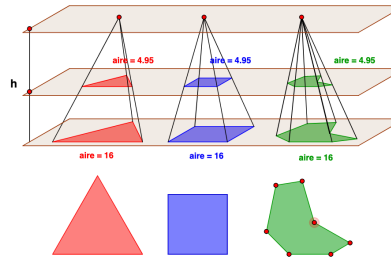 aire = 4.95
aire = 4.95
aire = 4.95
h
aire = 16
aire = 16
aire = 16